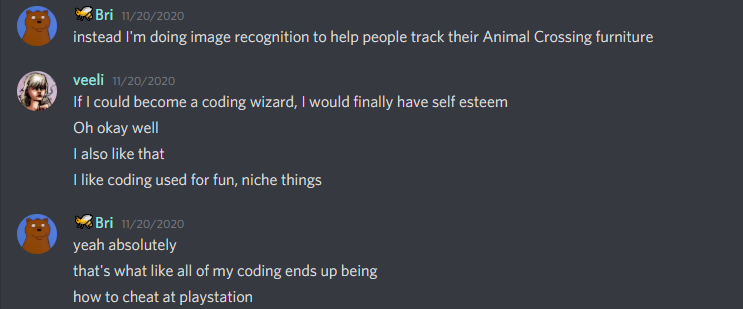 Bri 11/20/2020
instead I'm doing image recognition to help people track their Animal Crossing furniture
veeli 11/20/2020
If I could become a coding wizard, I would finally have self esteem
Oh okay well
I also like that
I like coding used for fun, niche things
Bri 11/20/2020
yeah absolutely
that's what like all of my coding ends up being
how to cheat at playstation